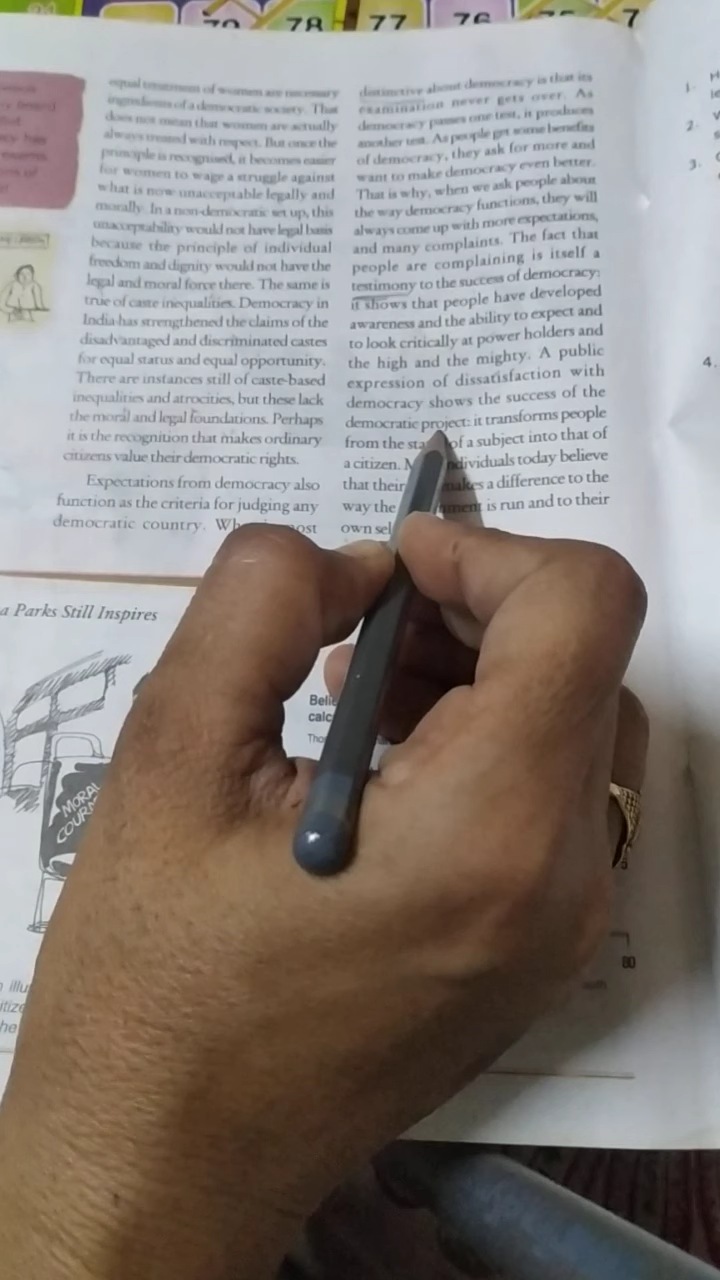 78
77
76
7
equal treatment of women are necessary
ingredients of a democratic society. That
does not mean that women are actually
always treated with respect. But once the
principle is recognised, it becomes easier
for women to wage a struggle against
what is now unacceptable legally and
morally. In a non-democratic set up, this
unacceptability would not have legal basis
because the principle of individual
freedom and dignity would not have the
legal and moral force there. The same is
true of caste inequalities. Democracy in
India has strengthened the claims of the
disadvantaged and discriminated castes
for equal status and equal opportunity.
There are instances still of caste-based
inequalities and atrocities, but these lack
the moral and legal foundations. Perhaps
it is the recognition that makes ordinary
citizens value their democratic rights.
Expectations from democracy also
function as the criteria for judging any
democratic country.
distinctive about democracy is that its
examination never gets over. As
democracy passes one test, it produces
another test. As people get some benefits
of democracy, they ask for more and
want to make democracy even better.
That is why, when we ask people about
the way democracy functions, they will
always come up with more expectations,
and many complaints. The fact that
people are complaining is itself a
testimony to the success of democracy:
it shows that people have developed
awareness and the ability to expect and
to look critically at power holders and
the high and the mighty. A public
expression of dissatisfaction with
democracy shows the success of the
democratic project: it transforms people
from the of a subject into that of
a citizen. individuals today believe
that their makes a difference to the
way the is run and to their
own
1.
2.
3.
4.
a Parks Still Inspires
MORAL
80